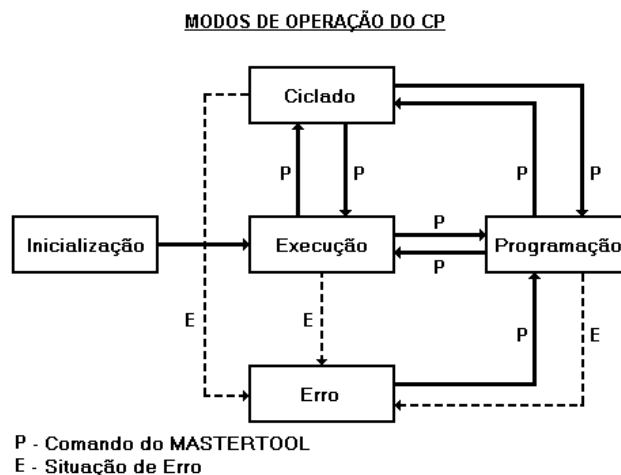 MODOS DE OPERAÇÃO DO CP
Ciclado
P
P
P
P
Inicialização
Execução
P
P
Programação
E
E
P
E
Erro
P - Comando do MASTERTOOL
E - Situação de Erro